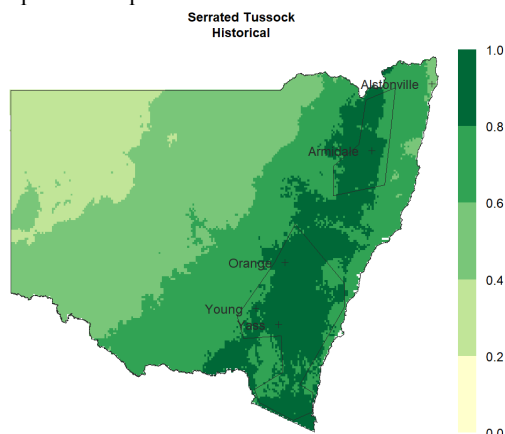 Serrated Tussock
Historical
Alstonville
Armidale
Orange
Young
Yass
1.0
0.8
0.6
0.4
0.2
0.0